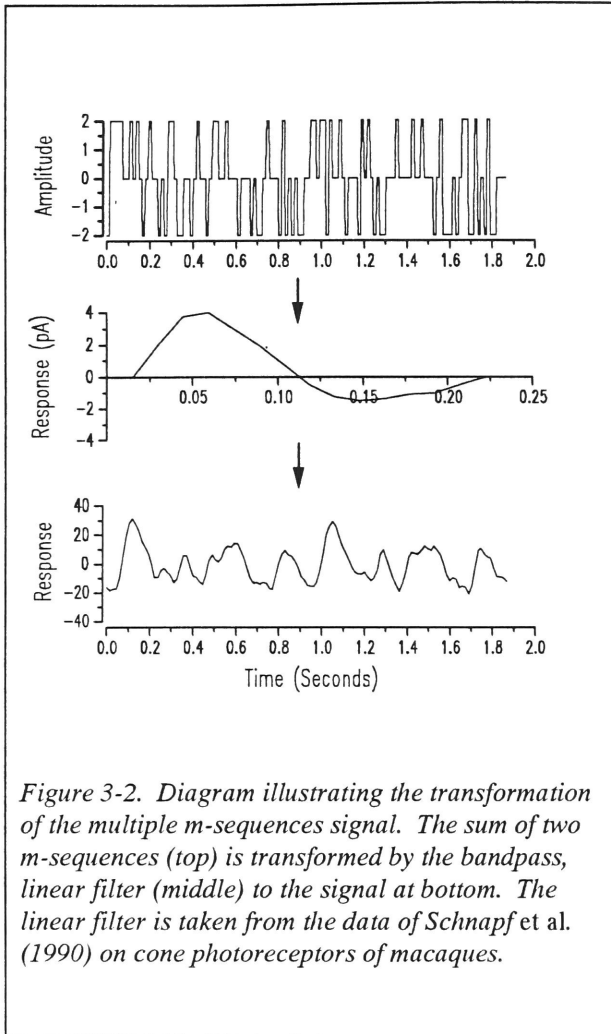 Amplitude
2
1
0
-1
-2
0.0 0.2 0.4 0.6 0.8 1.0 1.2 1.4 1.6 1.8 2.0
Response (pA)
4
2
0
-2
-4
0.05 0.10 0.15 0.20 0.25
Response
40
20
0
-20
-40
0.0 0.2 0.4 0.6 0.8 1.0 1.2 1.4 1.6 1.8 2.0
Time (Seconds)
Figure 3-2. Diagram illustrating the transformation
of the multiple m-sequences signal. The sum of two
m-sequences (top) is transformed by the bandpass,
linear filter (middle) to the signal at bottom. The
linear filter is taken from the data of Schnapf et al.
(1990) on cone photoreceptors of macaques.